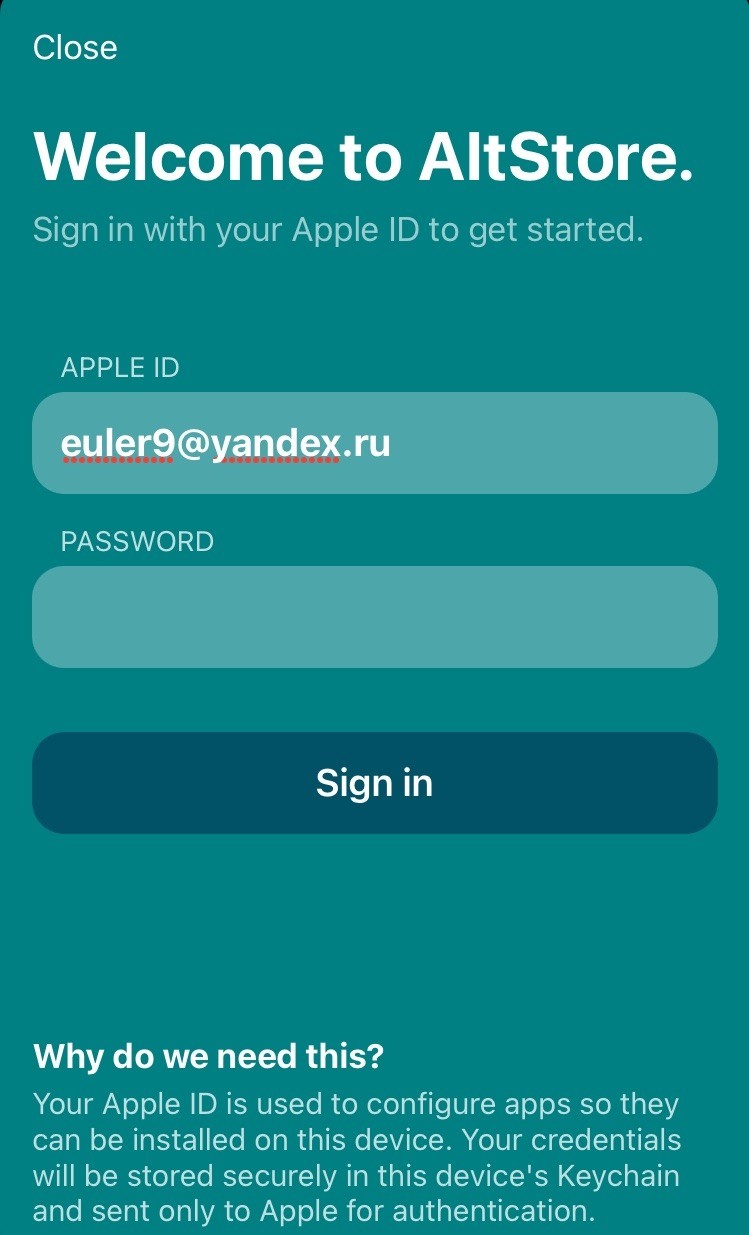 Close
Welcome to AltStore.
Sign in with your Apple ID to get started.
APPLE ID
euler9@yandex.ru
PASSWORD
Sign in
Why do we need this?
Your Apple ID is used to configure apps so they
can be installed on this device. Your credentials
will be stored securely in this device's Keychain
and sent only to Apple for authentication.